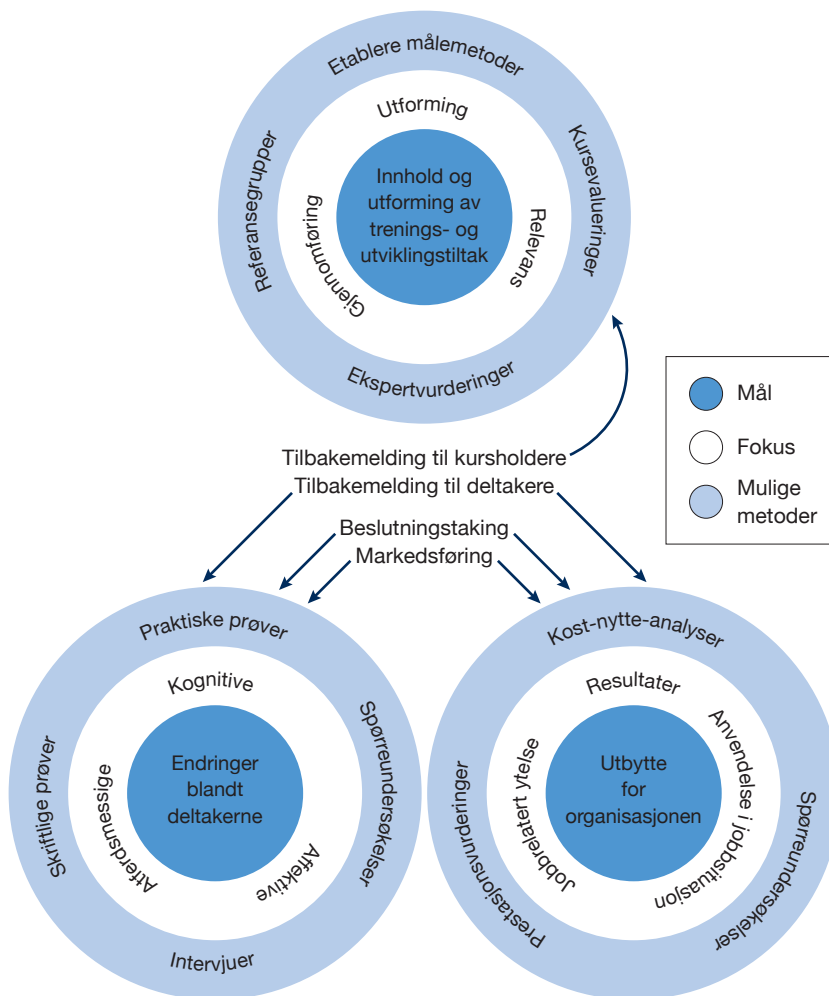 Etablere målemetoder
Utforming
Referansegrupper
Kursevalueringer
Innhold og
utforming av
trenings- og
utviklingstiltak
Gjennomføring
Relevans
Ekspertvurderinger
Mål
Fokus
Mulige
metoder
Tilbakemelding til kursholdere
Tilbakemelding til deltakere
Beslutningstaking
Markedsføring
Praktiske prøver
Kognitive
Skriftlige prøver
Spørreundersøkelser
Endringer
blandt
deltakerne
Atferdsmessige
Affektive
Intervjuer
Kost-nytte-analyser
Resultater
Anvendelse i jobbsituasjon
Utbytte
for
organisasjonen
Jobbrelatert ytelse
Prestasjonsvurderinger
Spørreundersøkelser